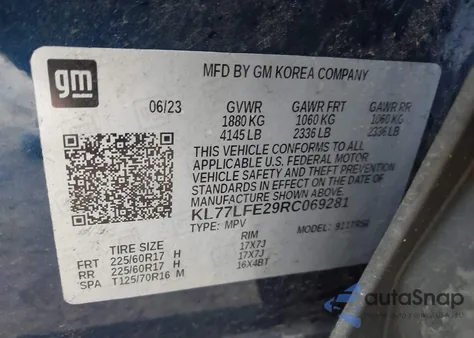 gm
MFD BY GM KOREA COMPANY
06/23 GVWR GAWR FRT GAWR RR
1880 KG 1060 KG 1060 KG
4145 LB 2336 LB 2336 LB
THIS VEHICLE CONFORMS TO ALL
APPLICABLE U.S. FEDERAL MOTOR
VEHICLE SAFETY AND THEFT
PREVENTION STANDARDS IN
EFFECT ON THE DATE OF
MANUFACTURE SHOWN ABOVE.
KL77LFE29RC069281
TYPE: MPV MODEL:
TIRE SIZE RIM
FRT 225/60R17 H 17X7J
RR 225/60R17 H 17X7J
SPA T125/70R16 M 16X4BT
autoSnap